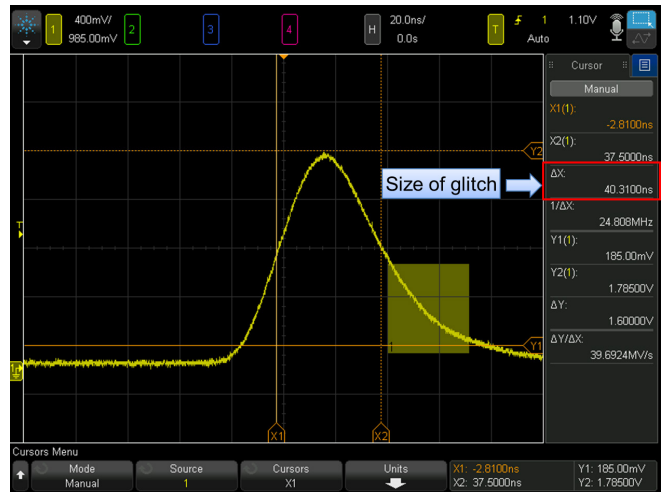 1 400mV/ 2 3 4 H 20.0ns/ T 1 1.10V
985.00mV/ 0.0s Auto
Cursor
Manual
X1(1):
-2.8100ns
X2(1):
37.5000ns
ΔX:
40.3100ns
1/ΔX:
24.808MHz
Y1(1):
185.00mV
Y2(1):
1.78500V
ΔY:
1.60000V
ΔY/ΔX:
39.6924MV/s
Y2
Size of glitch
T
1
Y1
1
X1 X2
Cursors Menu
Mode Source Cursors Units X1: -2.8100ns Y1: 185.00mV
Manual 1 X1 X2: 37.5000ns Y2: 1.78500V